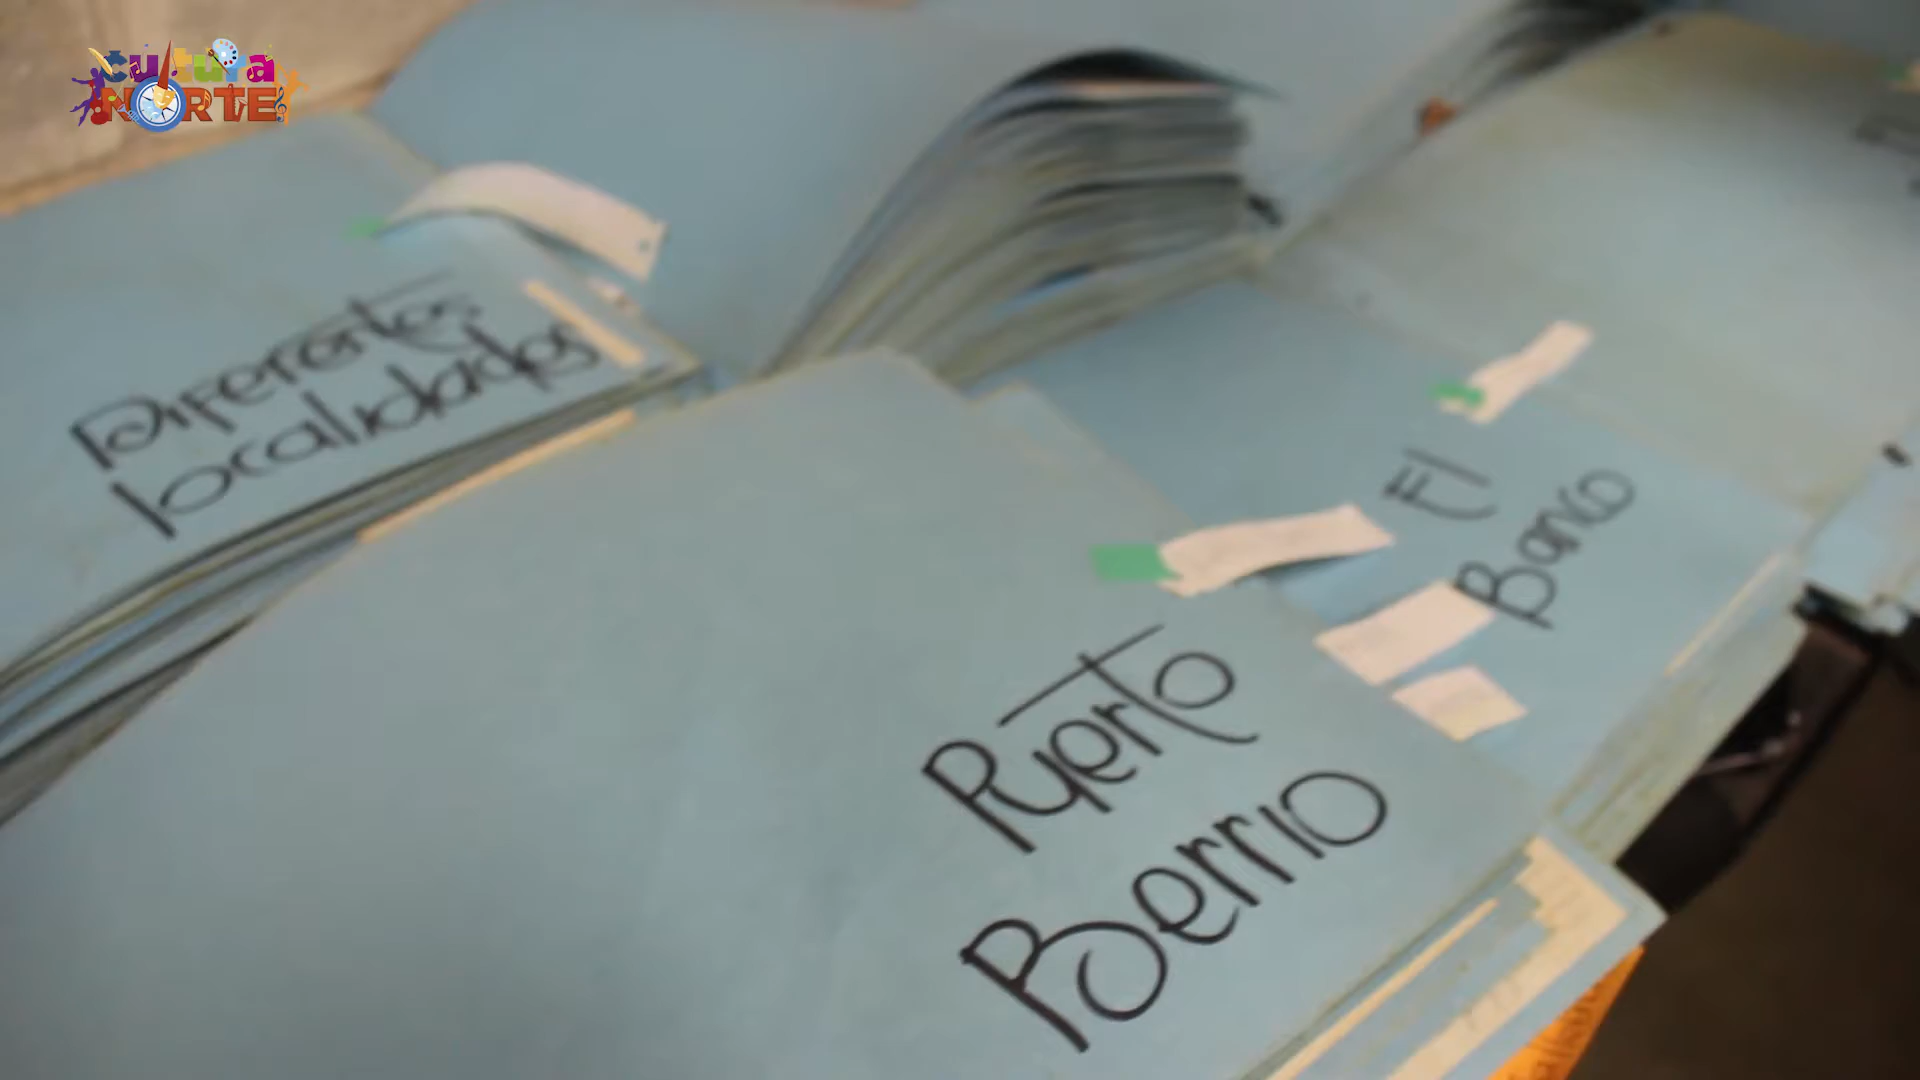 cultura
NORTE
Diferentes
localidades
El
Banco
Puerto
Berrio